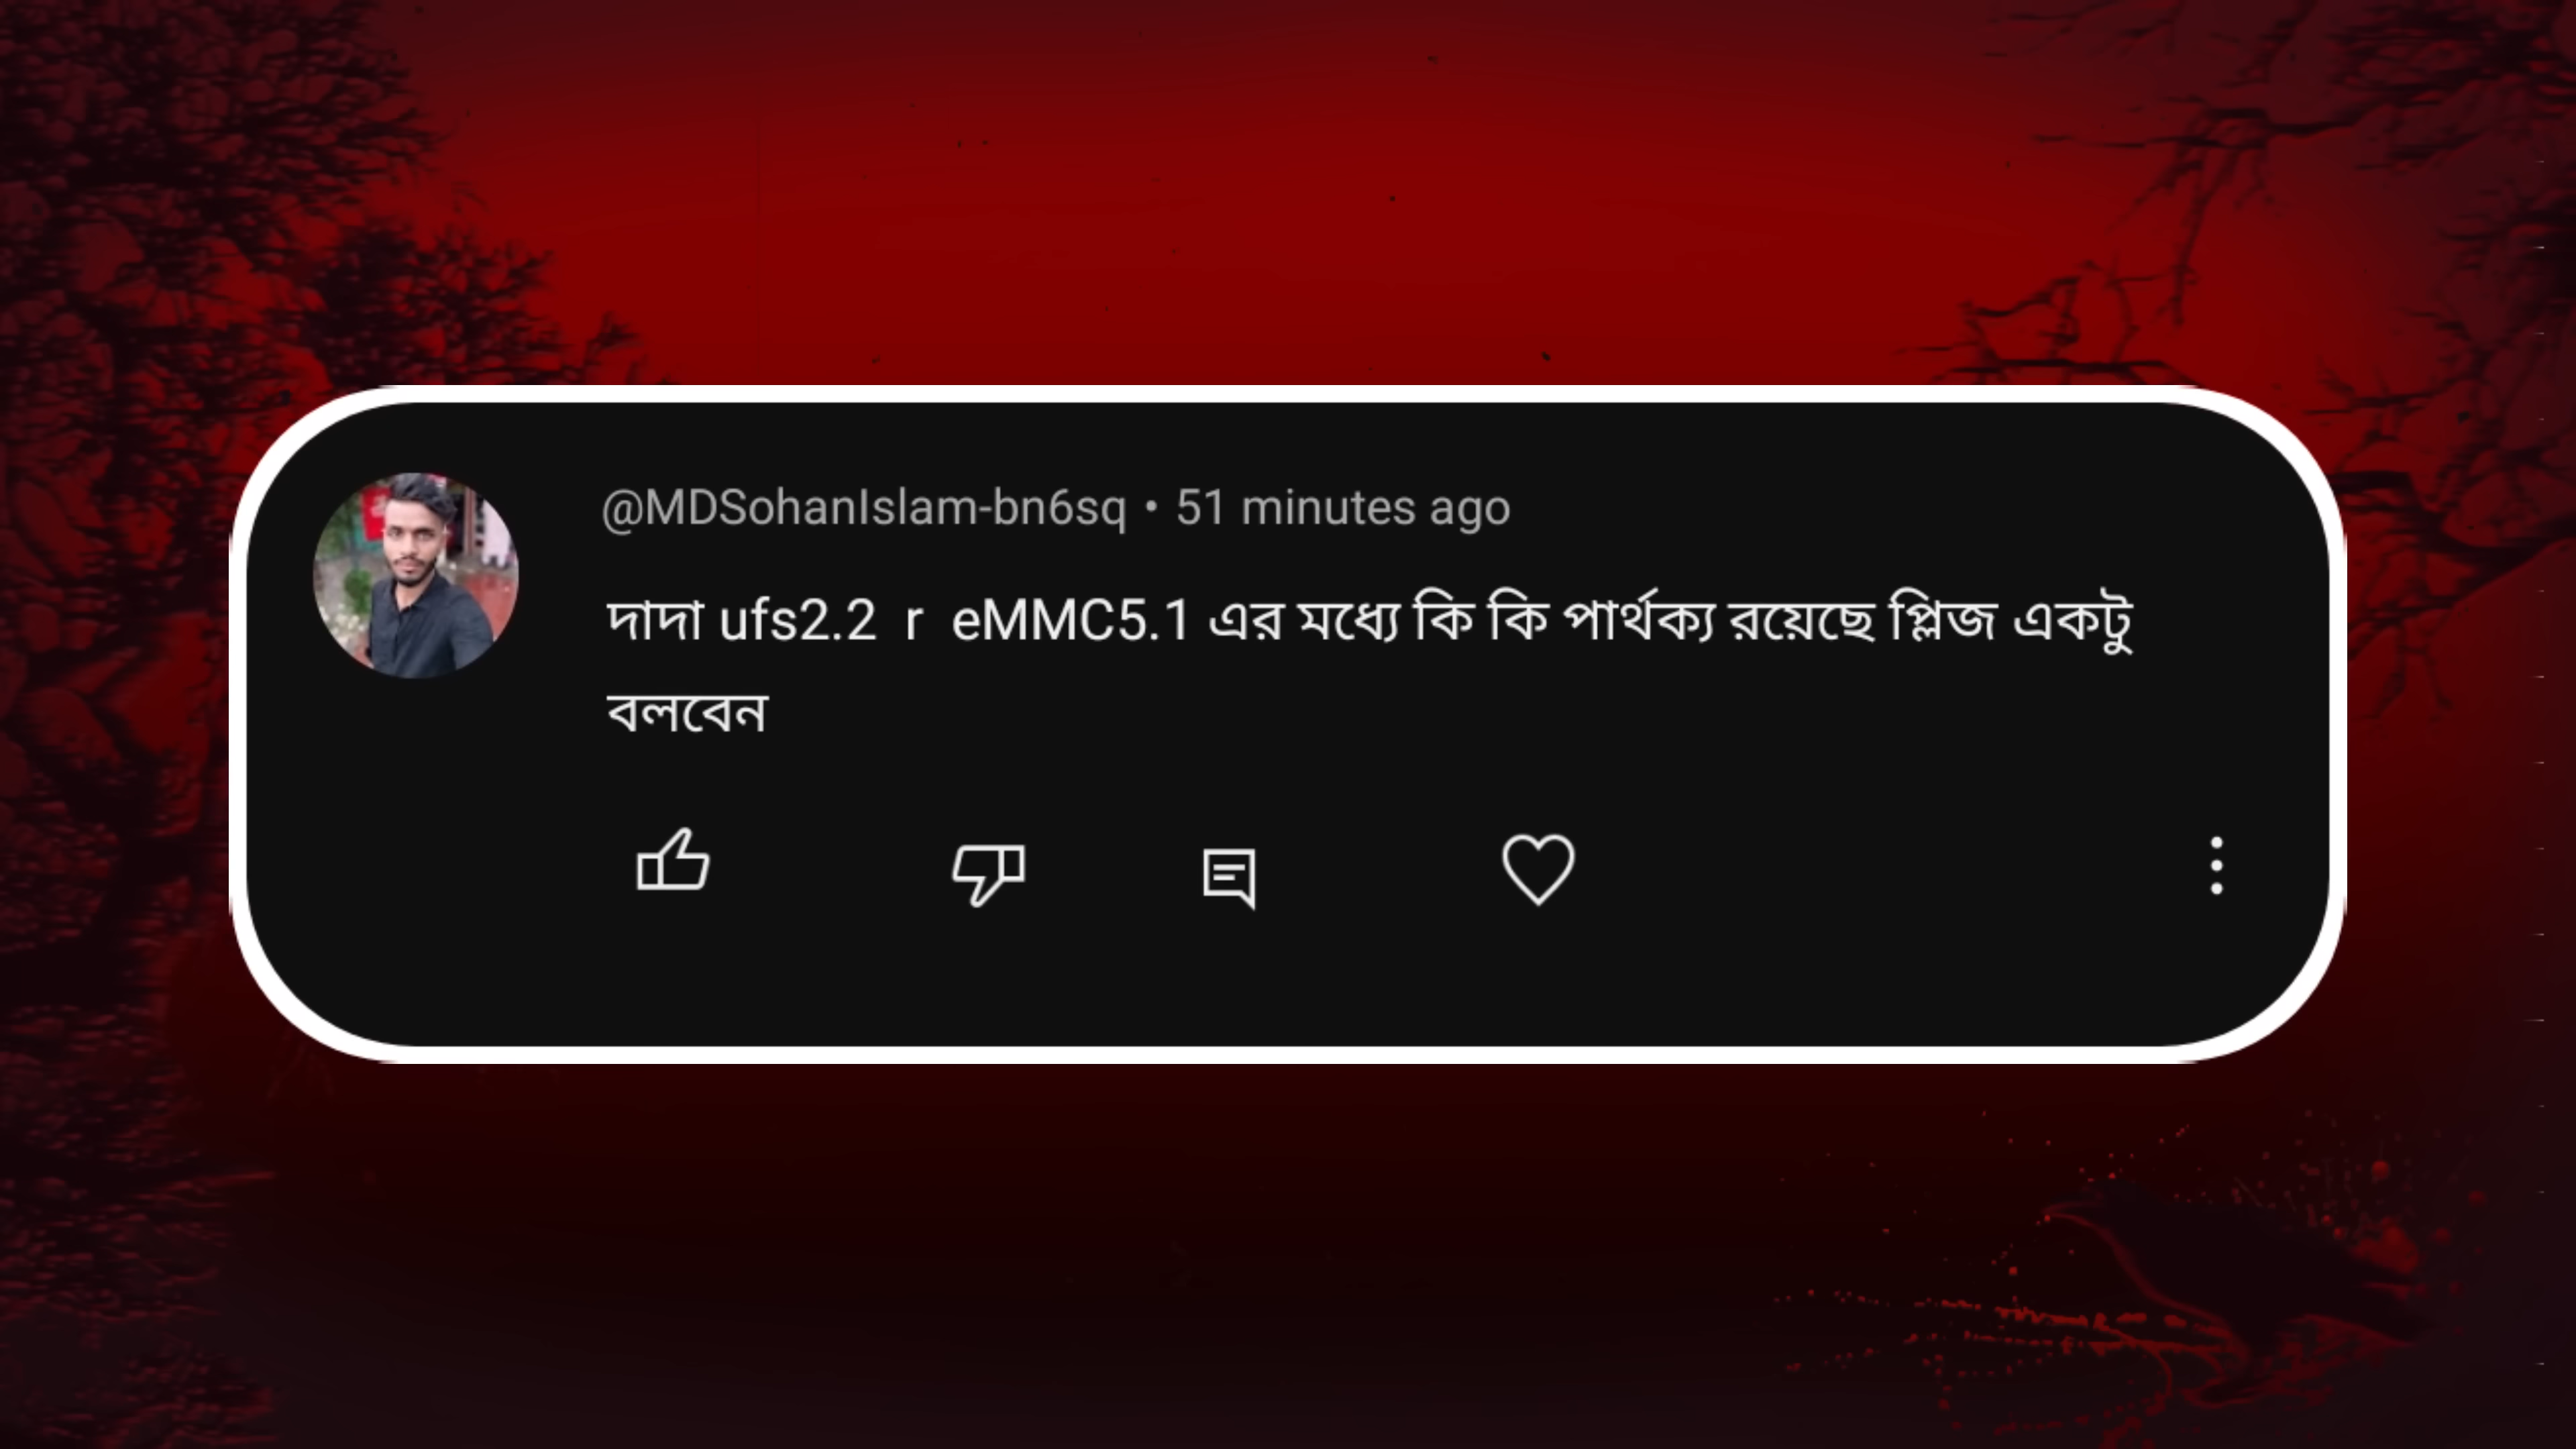 @MDSohanIslam-bn6sq • 51 minutes ago
দাদা ufs2.2 r eMMC5.1 এর মধ্যে কি কি পার্থক্য রয়েছে প্লিজ একটু
বলবেন